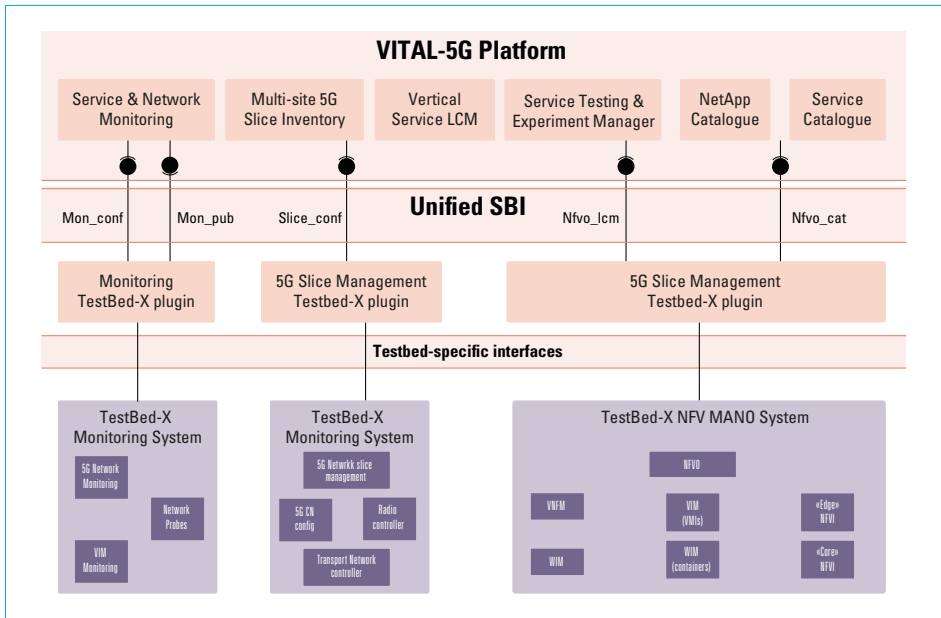 VITAL-5G Platform
Service & Network
Monitoring
Multi-site 5G
Slice Inventory
Vertical
Service LCM
Service Testing &
Experiment Manager
NetApp
Catalogue
Service
Catalogue
Unified SBI
Mon_conf
Mon_pub
Slice_conf
Nfvo_lcm
Nfvo_cat
Monitoring
TestBed-X plugin
5G Slice Management
Testbed-X plugin
5G Slice Management
Testbed-X plugin
Testbed-specific interfaces
TestBed-X
Monitoring System
5G Network
Monitoring
Network
Probes
VIM
Monitoring
TestBed-X
Monitoring System
5G Netwrkk slice
management
5G CN
config
Radio
controller
Transport Network
controller
TestBed-X NFV MANO System
NFVO
VNFM
VIM
(VMIs)
«Edge»
NFVI
WIM
WIM
(containers)
«Core»
NFVI